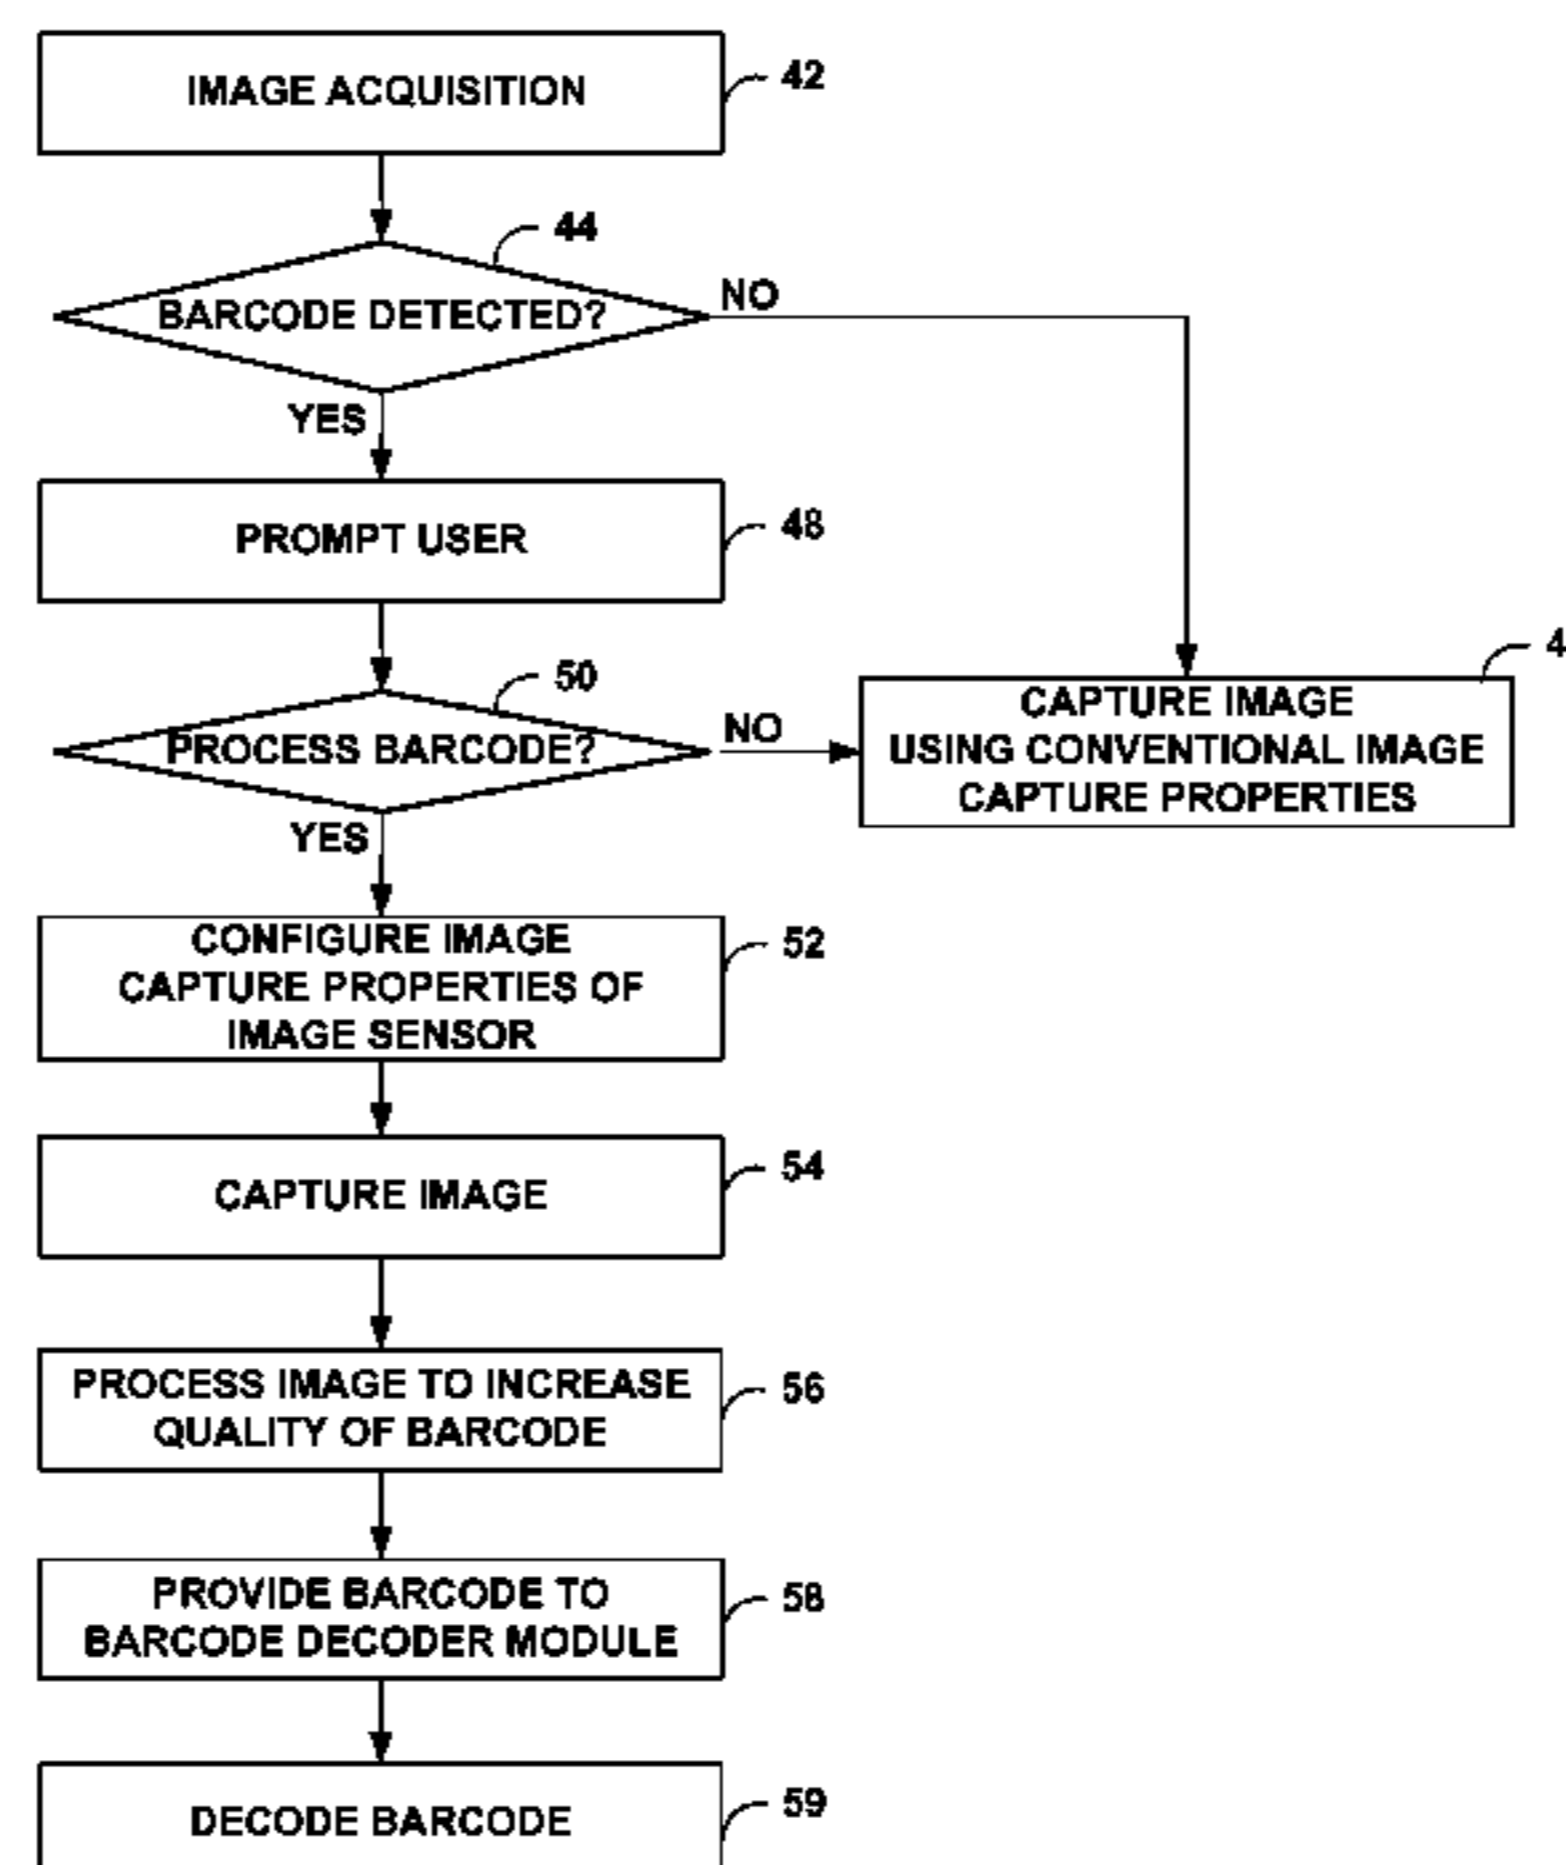 IMAGE ACQUISITION
42
44
BARCODE DETECTED?
NO
YES
PROMPT USER
48
50
PROCESS BARCODE?
NO
YES
4
CAPTURE IMAGE
USING CONVENTIONAL IMAGE
CAPTURE PROPERTIES
CONFIGURE IMAGE
CAPTURE PROPERTIES OF
IMAGE SENSOR
52
CAPTURE IMAGE
54
PROCESS IMAGE TO INCREASE
QUALITY OF BARCODE
56
PROVIDE BARCODE TO
BARCODE DECODER MODULE
58
DECODE BARCODE
59